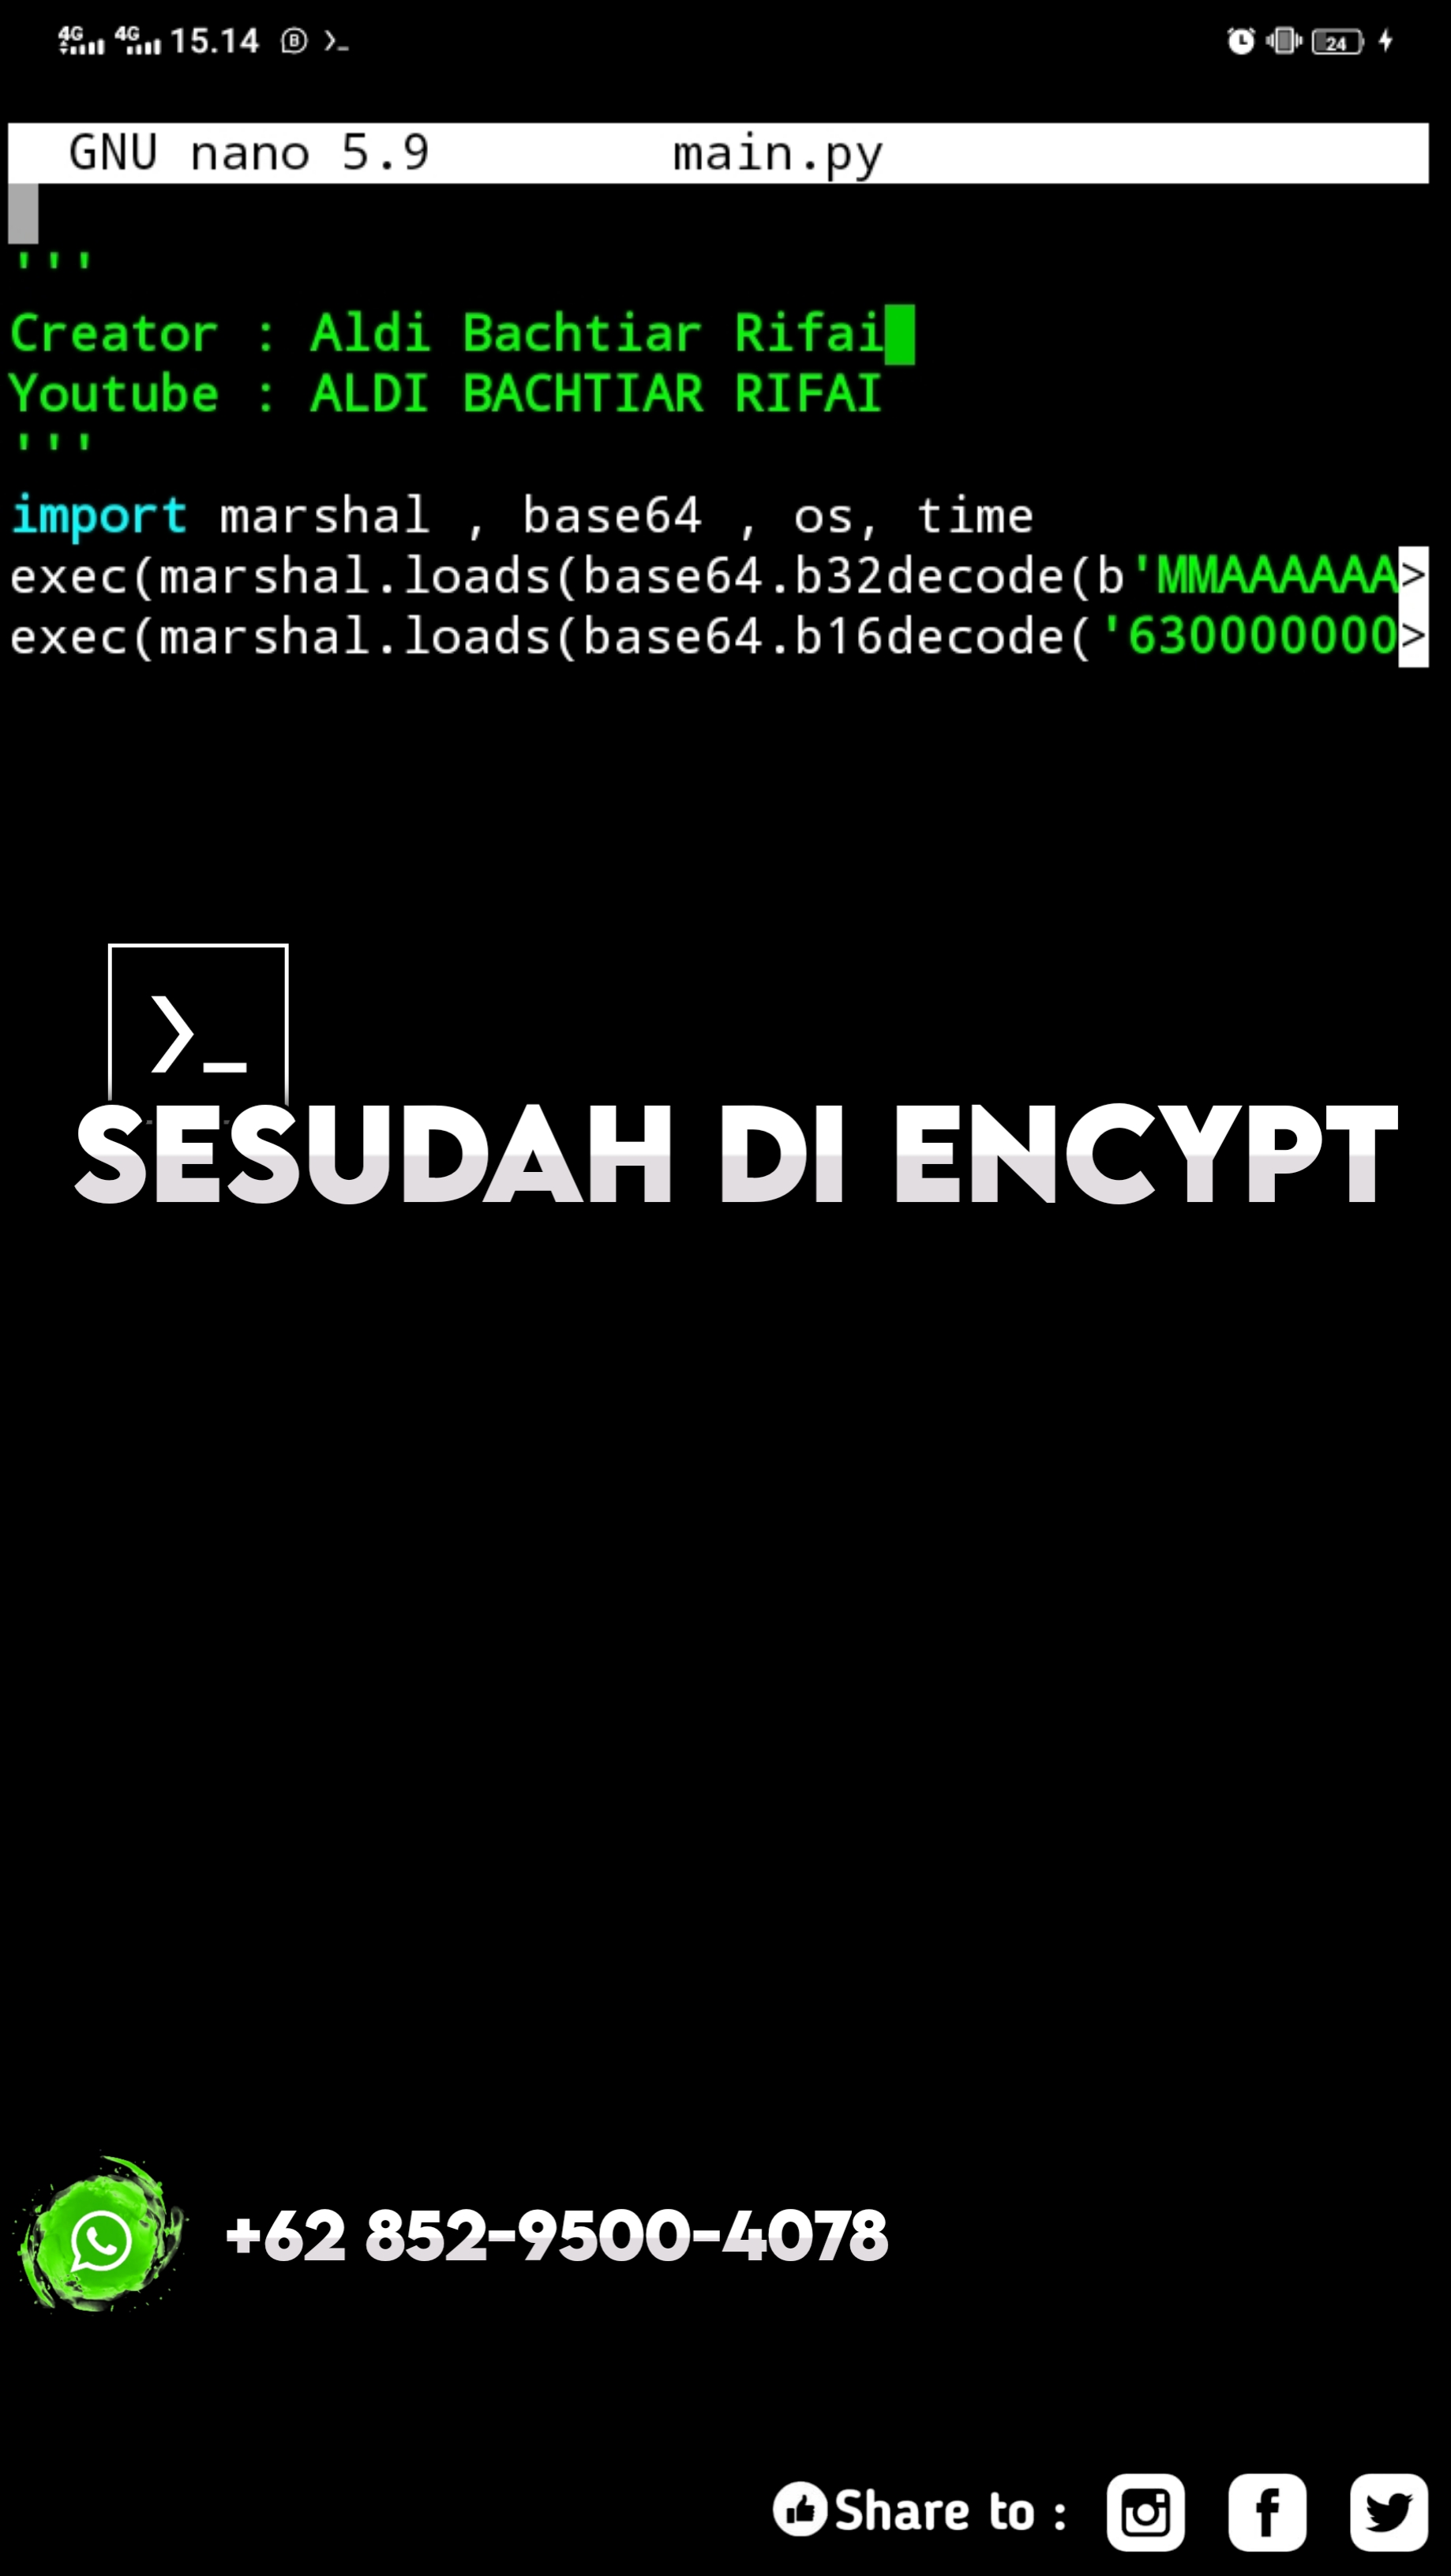 4G 4G 15.14 B >_ 24
GNU nano 5.9 main.py
'''
Creator : Aldi Bachtiar Rifai
Youtube : ALDI BACHTIAR RIFAI
'''
import marshal , base64 , os, time
exec(marshal.loads(base64.b32decode(b'MMAAAAAA>
exec(marshal.loads(base64.b16decode('630000000>
>_
SESUDAH DI ENCYPT
+62 852-9500-4078
Share to :